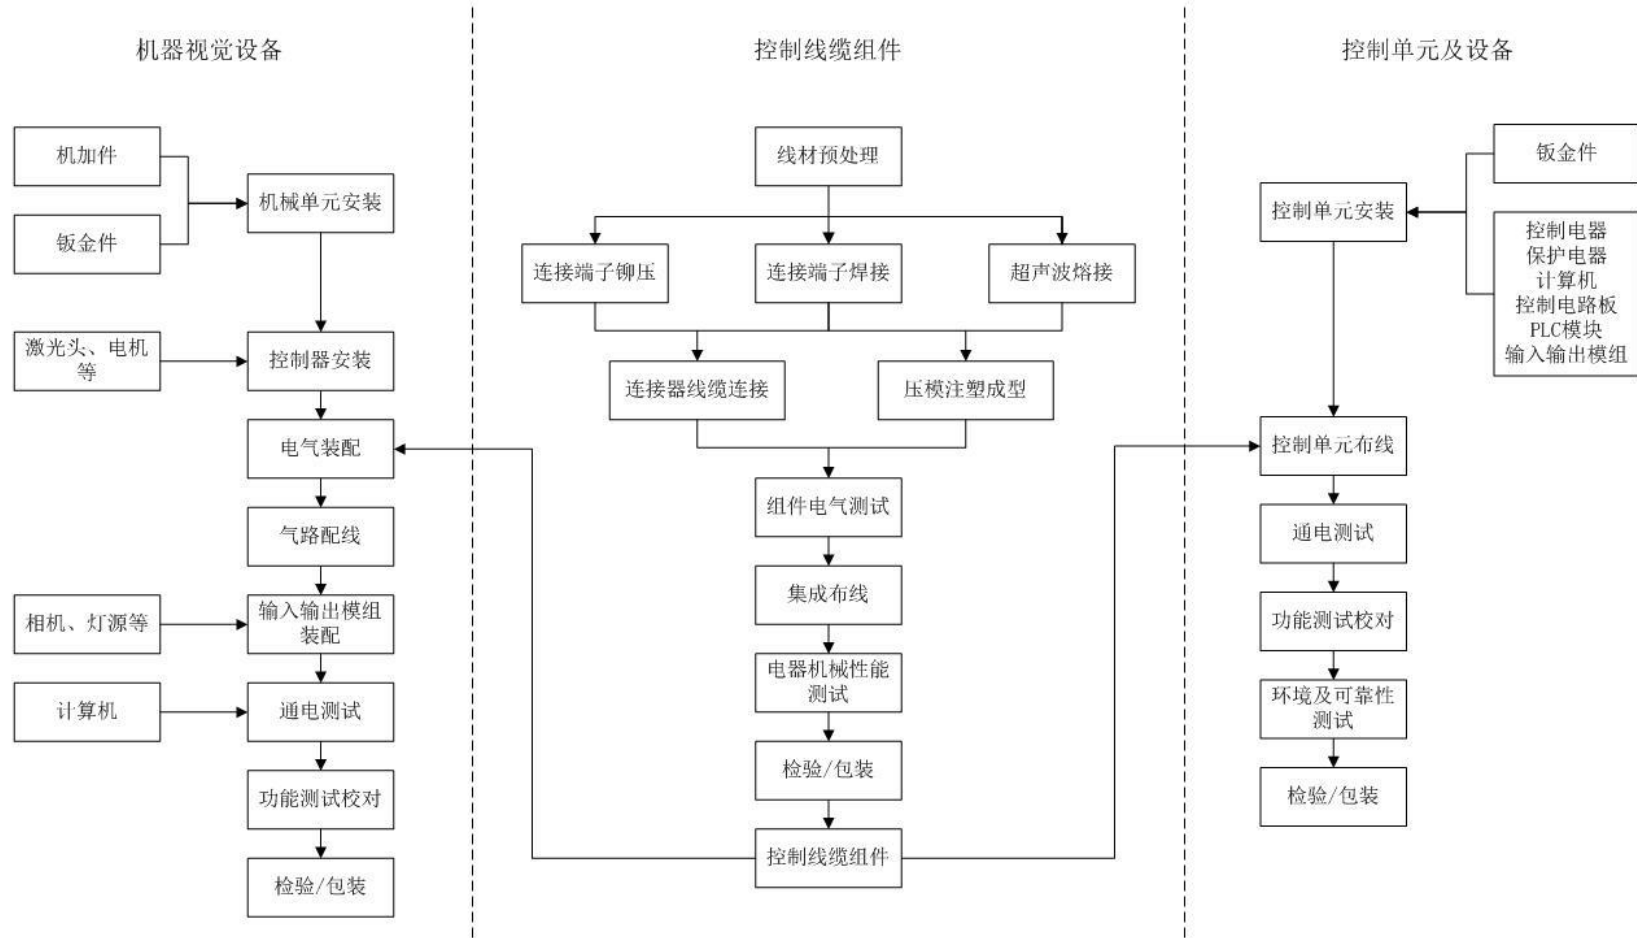 机器视觉设备
机加件
钣金件
机械单元安装
激光头、电机
等
控制器安装
电气装配
气路配线
相机、灯源等
输入输出模组
装配
计算机
通电测试
功能测试校对
检验/包装
控制线缆组件
线材预处理
连接端子铆压
连接端子焊接
超声波熔接
连接器线缆连接
压模注塑成型
组件电气测试
集成布线
电器机械性能
测试
检验/包装
控制线缆组件
控制单元及设备
钣金件
控制电器
保护电器
计算机
控制电路板
PLC模块
输入输出模组
控制单元安装
控制单元布线
通电测试
功能测试校对
环境及可靠性
测试
检验/包装